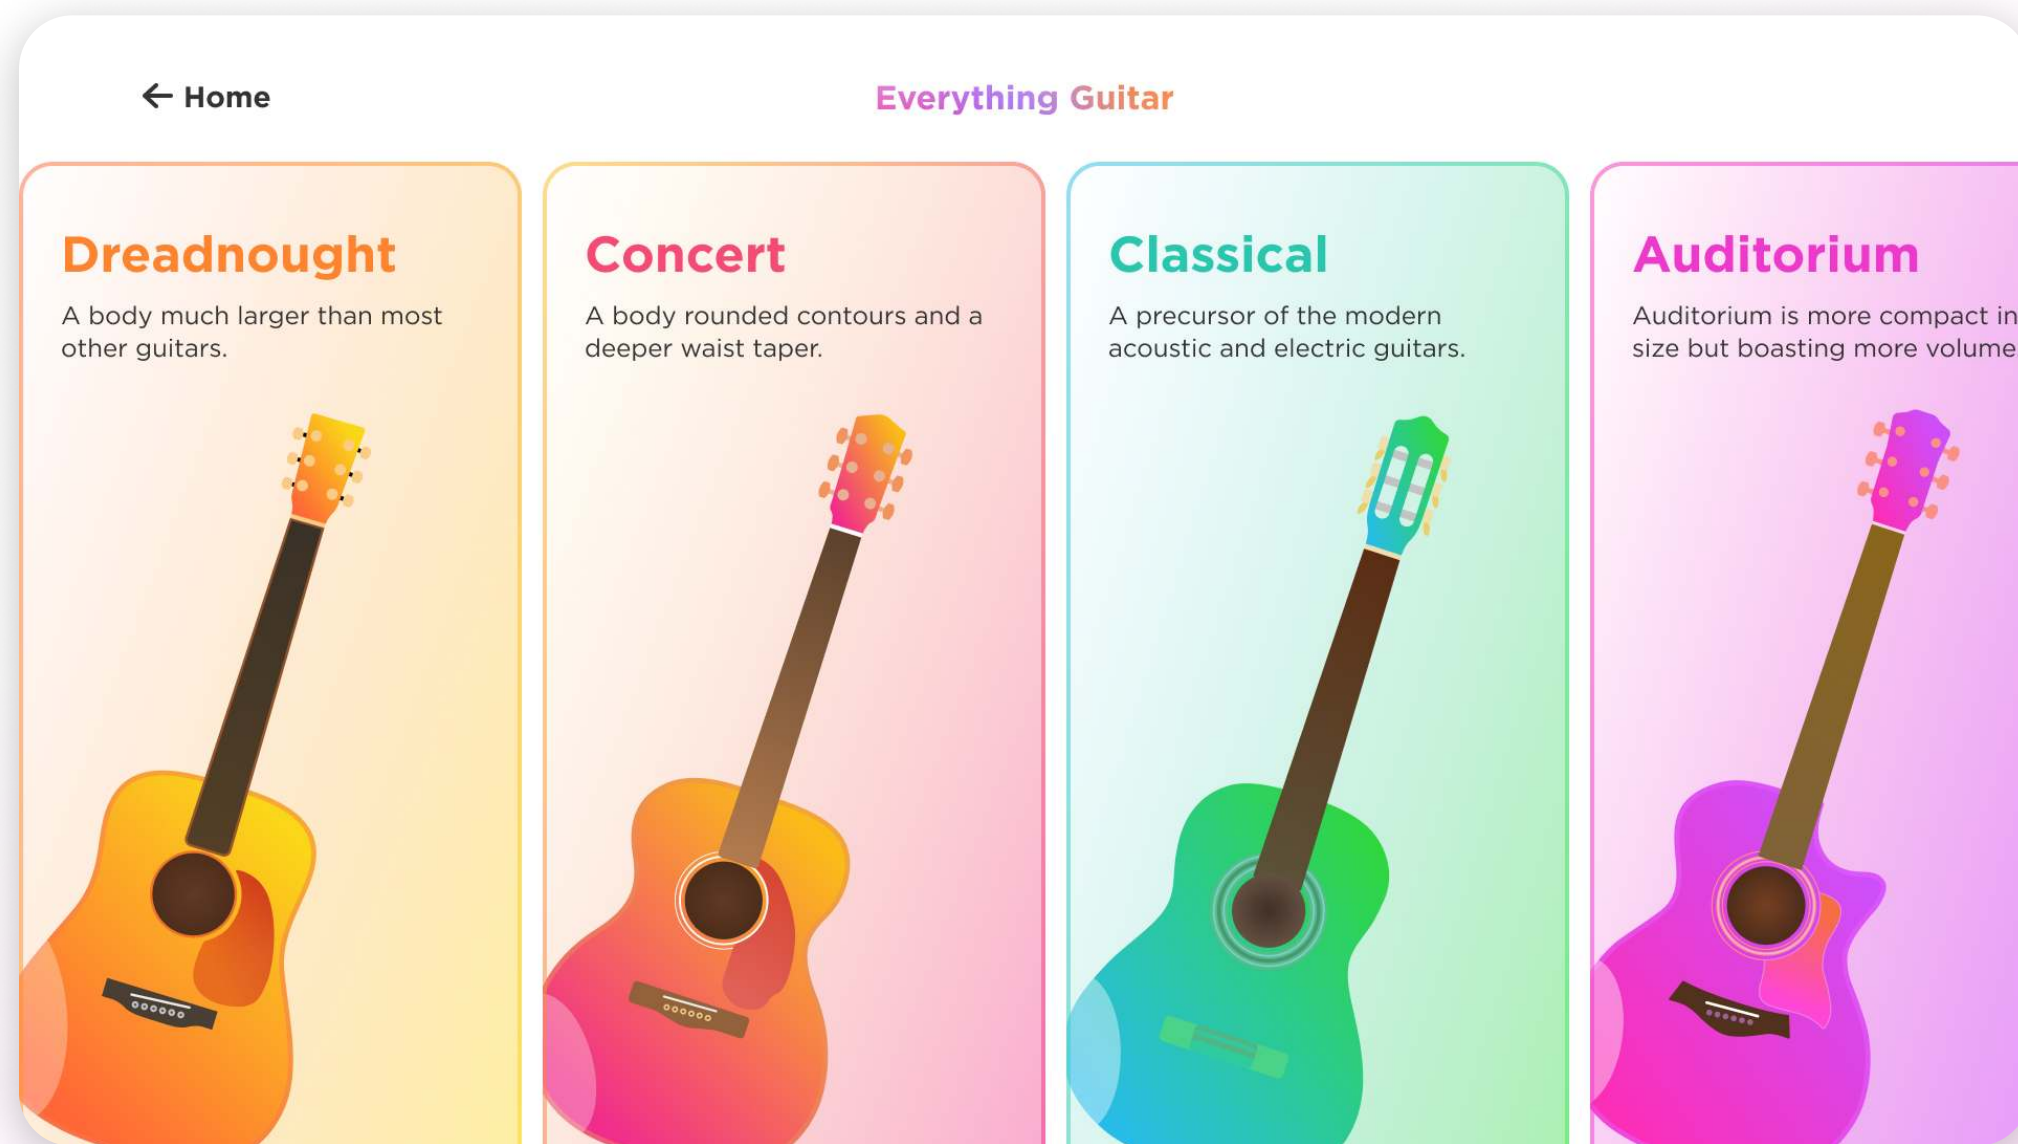 ← Home
Everything Guitar
Dreadnought
A body much larger than most
other guitars.
Concert
A body rounded contours and a
deeper waist taper.
Classical
A precursor of the modern
acoustic and electric guitars.
Auditorium
Auditorium is more compact in
size but boasting more volume